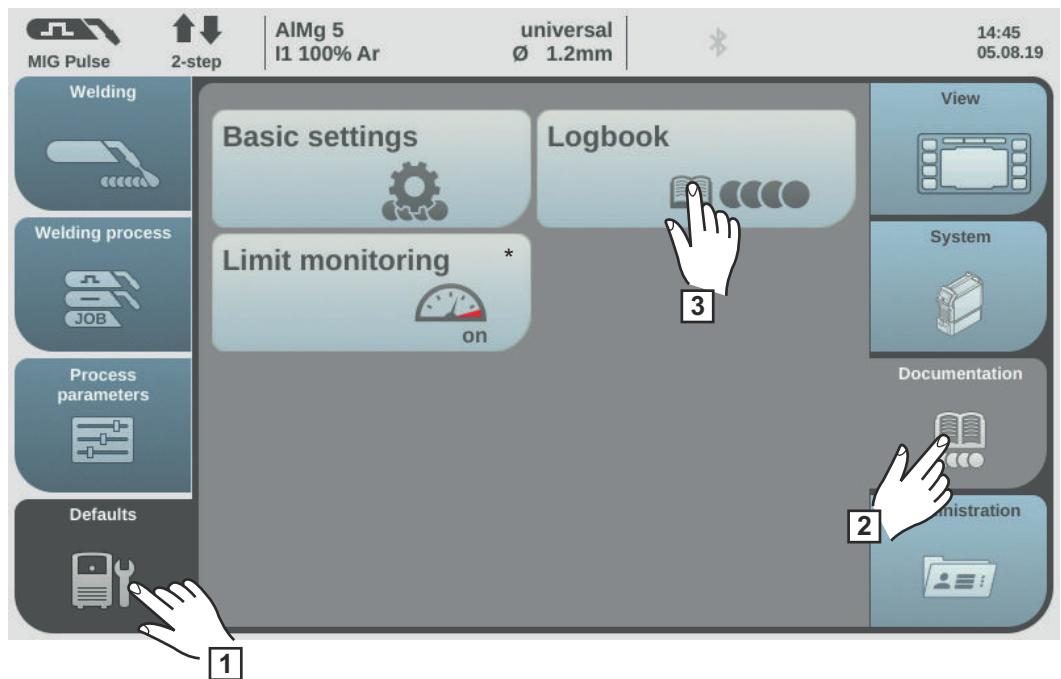 MIG Pulse
2-step
AlMg 5
I1 100% Ar
universal
Ø 1.2mm
14:45
05.08.19
Welding
Welding process
JOB
Process
parameters
Defaults
Basic settings
Logbook
Limit monitoring *
on
View
System
Documentation
nistration
1
2
3